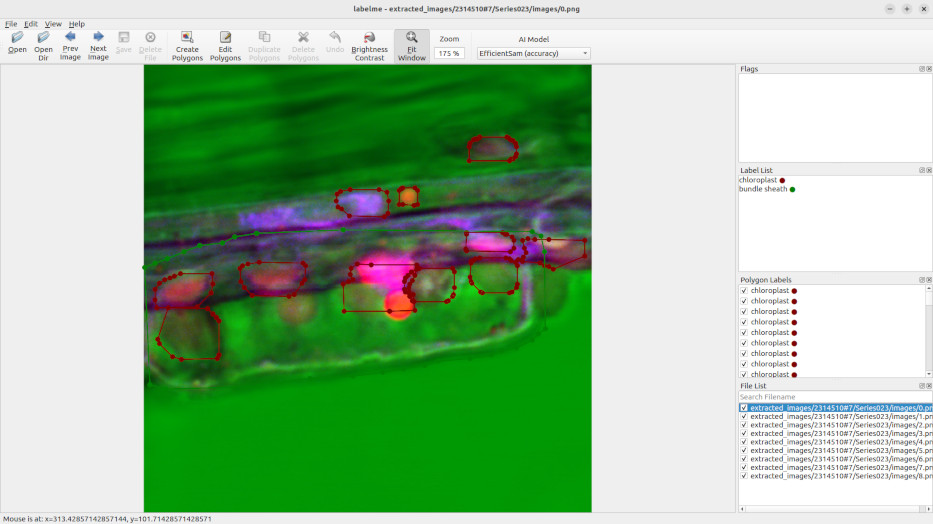 labelme - extracted_images/2314510#7/Series023/images/0.png
File Edit View Help
Open Open Dir Prev Image Next Image Save Delete File Create Polygons Edit Polygons Duplicate Polygons Delete Polygons Undo Brightness Contrast Fit Window Zoom 175 % AI Model EfficientSam (accuracy)
Flags
Label List
chloroplast
bundle sheath
Polygon Labels
chloroplast
chloroplast
chloroplast
chloroplast
chloroplast
chloroplast
chloroplast
chloroplast
chloroplast
File List
Search Filename
extracted_images/2314510#7/Series023/images/0.pn
extracted_images/2314510#7/Series023/images/1.pn
extracted_images/2314510#7/Series023/images/2.pn
extracted_images/2314510#7/Series023/images/3.pn
extracted_images/2314510#7/Series023/images/4.pn
extracted_images/2314510#7/Series023/images/5.pn
extracted_images/2314510#7/Series023/images/6.pn
extracted_images/2314510#7/Series023/images/7.pn
extracted_images/2314510#7/Series023/images/8.pn
Mouse is at: x=313.42857142857144, y=101.71428571428571